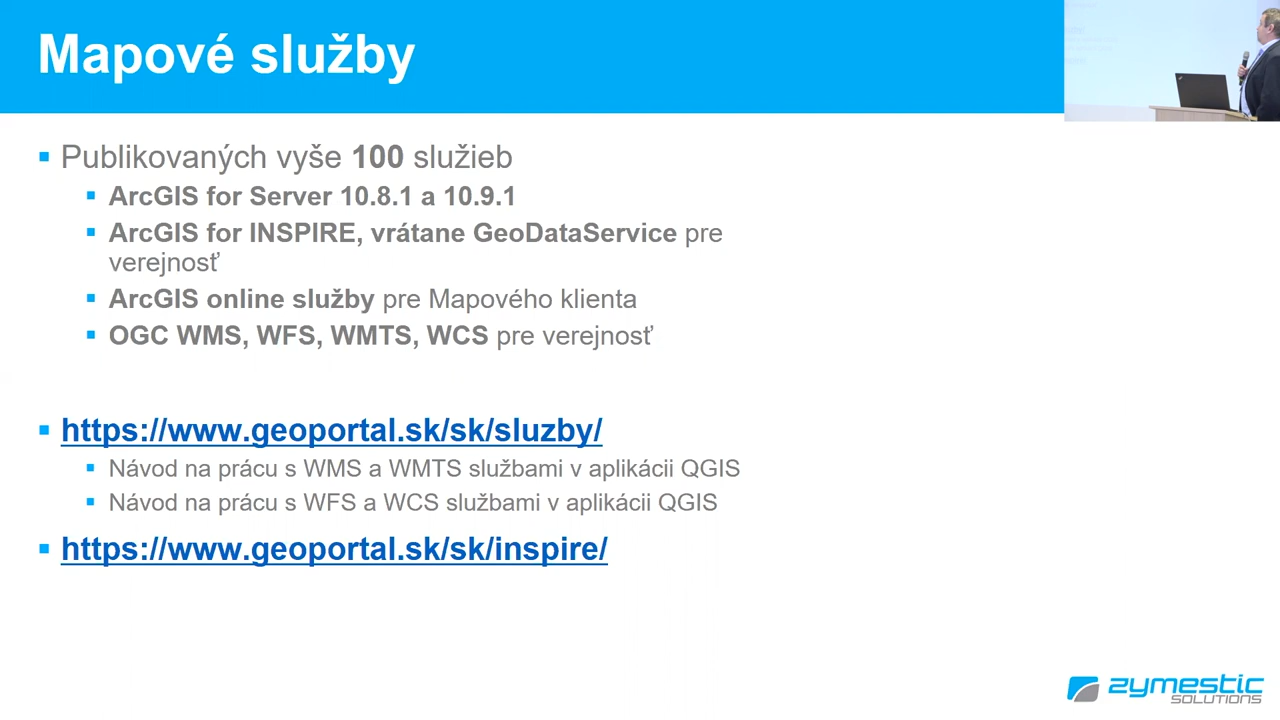 Mapové služby
Publikovaných vyše 100 služieb
ArcGIS for Server 10.8.1 a 10.9.1
ArcGIS for INSPIRE, vrátane GeoDataService pre
verejnosť
ArcGIS online služby pre Mapového klienta
OGC WMS, WFS, WMTS, WCS pre verejnosť
https://www.geoportal.sk/sk/sluzby/
Návod na prácu s WMS a WMTS službami v aplikácii QGIS
Návod na prácu s WFS a WCS službami v aplikácii QGIS
https://www.geoportal.sk/sk/inspire/
zymestic
SOLUTIONS